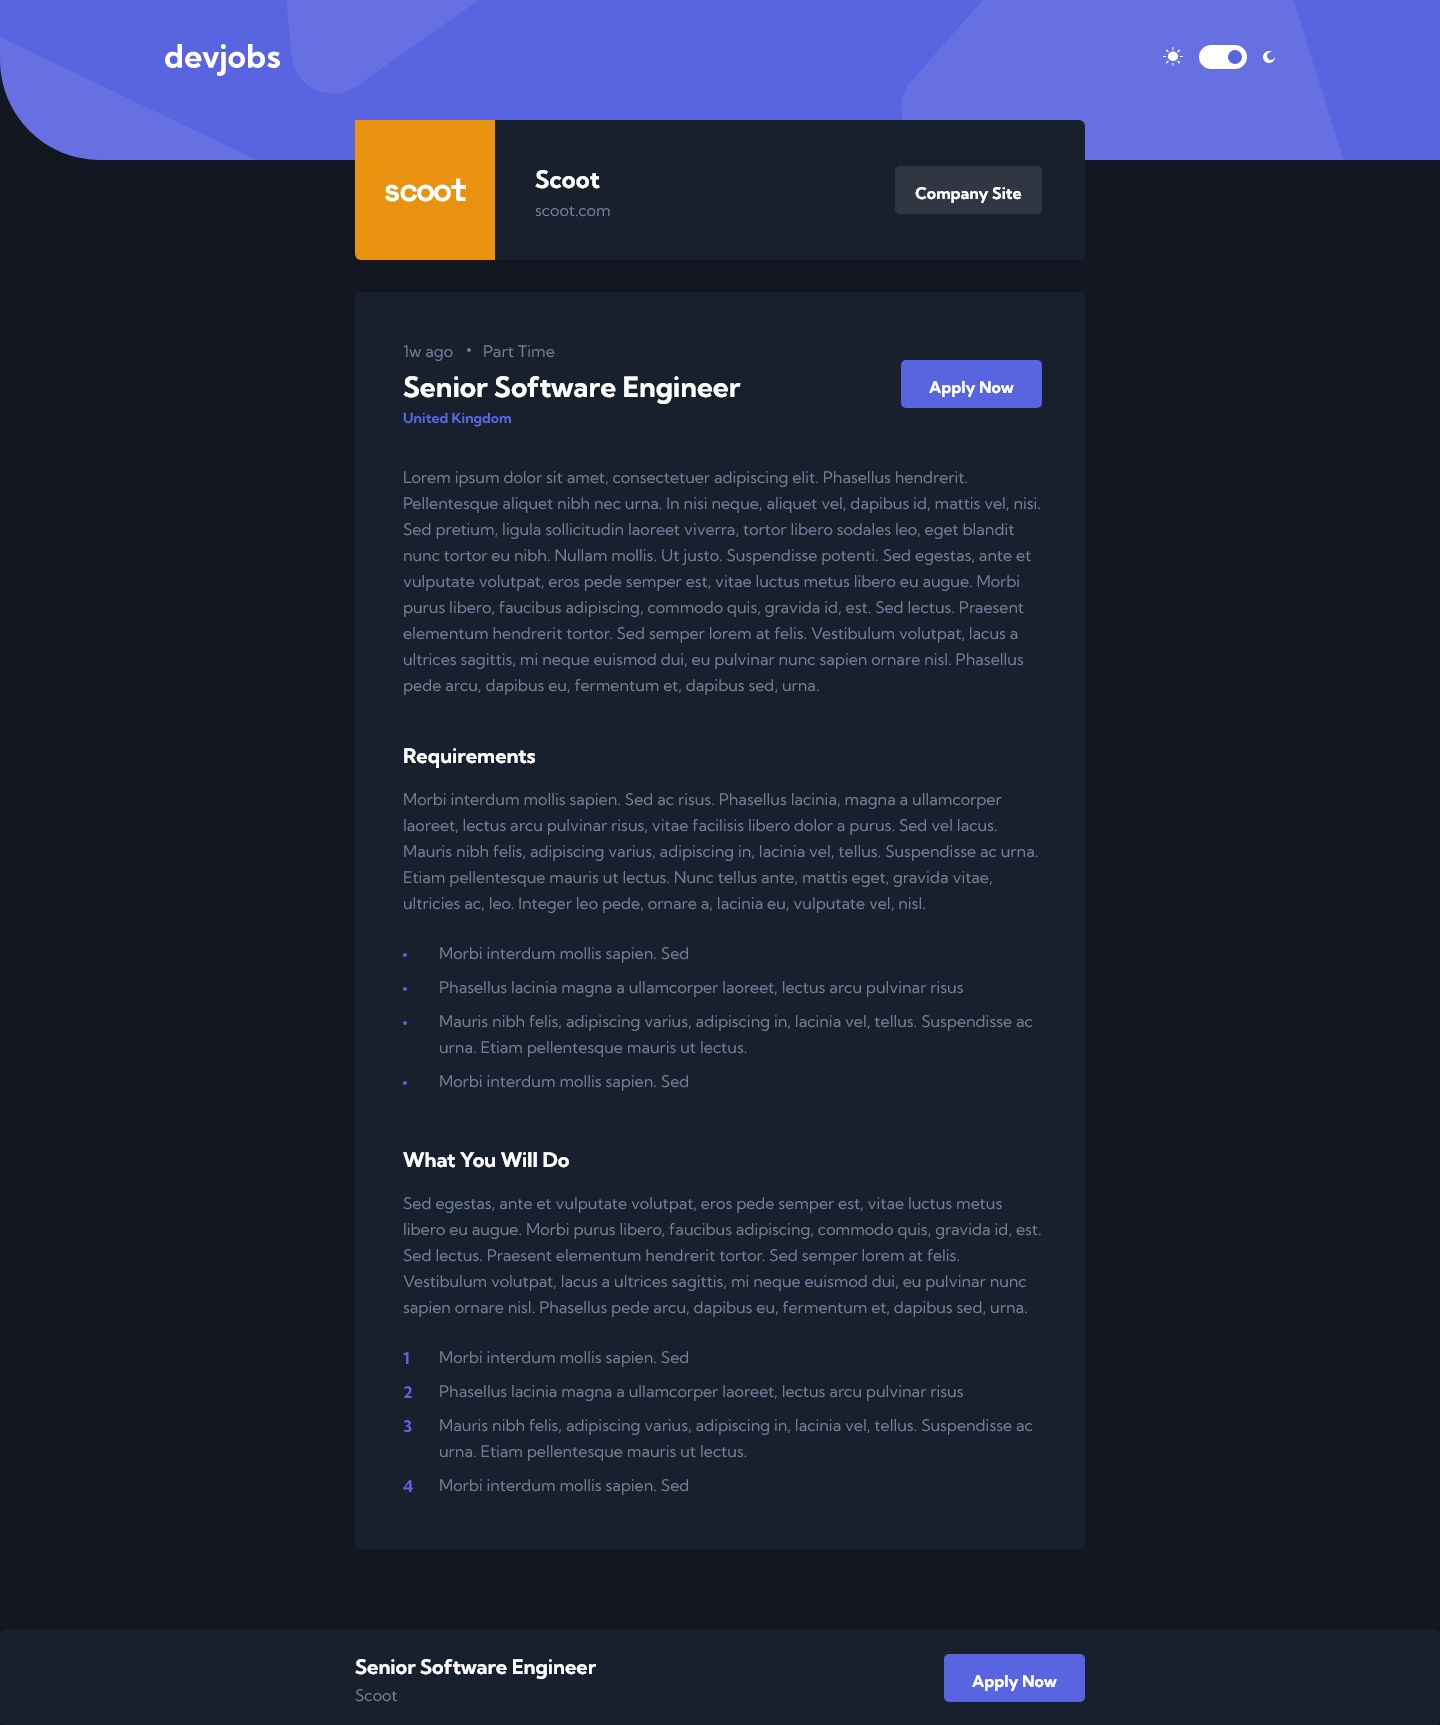 devjobs
scoot
Scoot
scoot.com
Company Site
1w ago • Part Time
Senior Software Engineer
United Kingdom
Apply Now
Lorem ipsum dolor sit amet, consectetuer adipiscing elit. Phasellus hendrerit.
Pellentesque aliquet nibh nec urna. In nisi neque, aliquet vel, dapibus id, mattis vel, nisi.
Sed pretium, ligula sollicitudin laoreet viverra, tortor libero sodales leo, eget blandit
nunc tortor eu nibh. Nullam mollis. Ut justo. Suspendisse potenti. Sed egestas, ante et
vulputate volutpat, eros pede semper est, vitae luctus metus libero eu augue. Morbi
purus libero, faucibus adipiscing, commodo quis, gravida id, est. Sed lectus. Praesent
elementum hendrerit tortor. Sed semper lorem at felis. Vestibulum volutpat, lacus a
ultrices sagittis, mi neque euismod dui, eu pulvinar nunc sapien ornare nisl. Phasellus
pede arcu, dapibus eu, fermentum et, dapibus sed, urna.
Requirements
Morbi interdum mollis sapien. Sed ac risus. Phasellus lacinia, magna a ullamcorper
laoreet, lectus arcu pulvinar risus, vitae facilisis libero dolor a purus. Sed vel lacus.
Mauris nibh felis, adipiscing varius, adipiscing in, lacinia vel, tellus. Suspendisse ac urna.
Etiam pellentesque mauris ut lectus. Nunc tellus ante, mattis eget, gravida vitae,
ultricies ac, leo. Integer leo pede, ornare a, lacinia eu, vulputate vel, nisl.
• Morbi interdum mollis sapien. Sed
• Phasellus lacinia magna a ullamcorper laoreet, lectus arcu pulvinar risus
• Mauris nibh felis, adipiscing varius, adipiscing in, lacinia vel, tellus. Suspendisse ac
urna. Etiam pellentesque mauris ut lectus.
• Morbi interdum mollis sapien. Sed
What You Will Do
Sed egestas, ante et vulputate volutpat, eros pede semper est, vitae luctus metus
libero eu augue. Morbi purus libero, faucibus adipiscing, commodo quis, gravida id, est.
Sed lectus. Praesent elementum hendrerit tortor. Sed semper lorem at felis.
Vestibulum volutpat, lacus a ultrices sagittis, mi neque euismod dui, eu pulvinar nunc
sapien ornare nisl. Phasellus pede arcu, dapibus eu, fermentum et, dapibus sed, urna.
1 Morbi interdum mollis sapien. Sed
2 Phasellus lacinia magna a ullamcorper laoreet, lectus arcu pulvinar risus
3 Mauris nibh felis, adipiscing varius, adipiscing in, lacinia vel, tellus. Suspendisse ac
urna. Etiam pellentesque mauris ut lectus.
4 Morbi interdum mollis sapien. Sed
Senior Software Engineer
Scoot
Apply Now